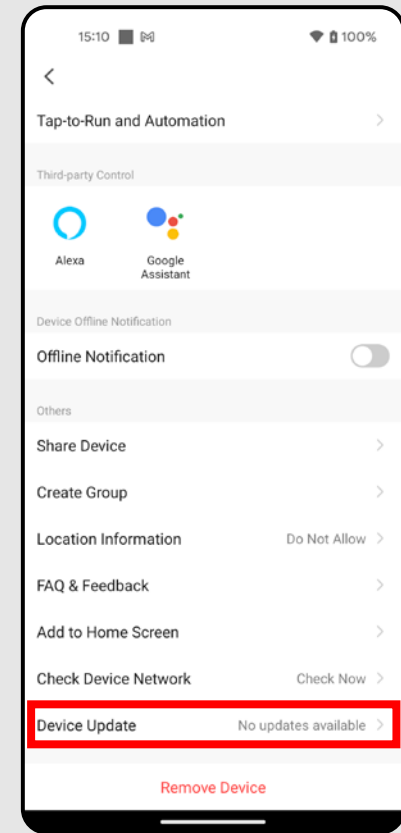 15:10 100%
Tap-to-Run and Automation
Third-party Control
Alexa
Google
Assistant
Device Offline Notification
Offline Notification
Others
Share Device
Create Group
Location Information Do Not Allow
FAQ & Feedback
Add to Home Screen
Check Device Network Check Now
Device Update No updates available
Remove Device